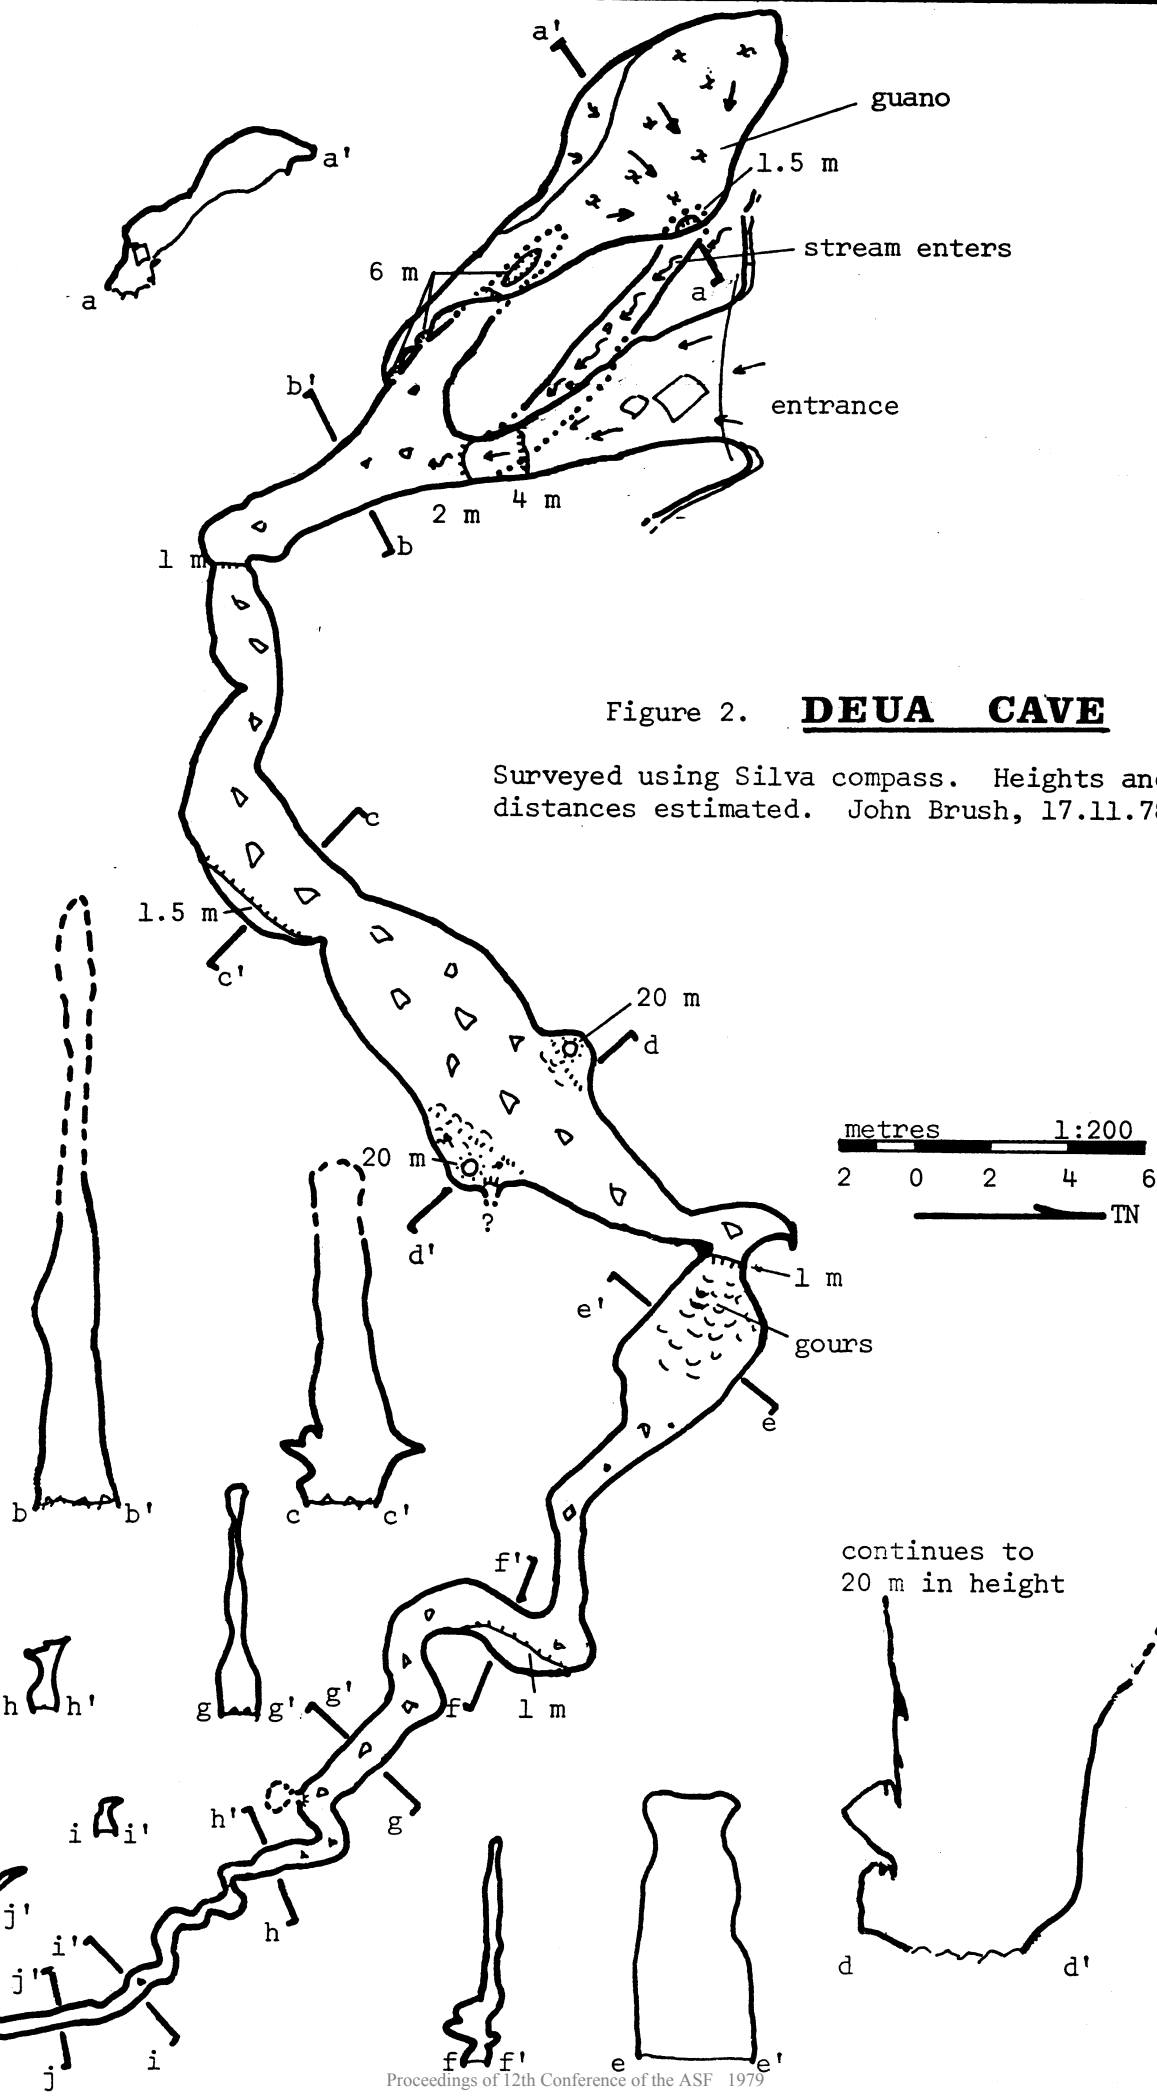 a'
guano
a'
1.5 m
stream enters
6 m
a
a
b'
entrance
4 m
2 m
b
1 m
Figure 2. DEUA CAVE
Surveyed using Silva compass. Heights an
distances estimated. John Brush, 17.11.78
c
1.5 m
c'
20 m
d
metres 1:200
20 m
2 0 2 4 6
TN
?
d'
1 m
e'
gours
e
b b'
c c'
continues to
20 m in height
f'
h h'
g g'
g'
f
1 m
h'
g
i i'
j'
h
i'
d d'
j'
i
j
f f'
e e'
Proceedings of 12th Conference of the ASF 1979